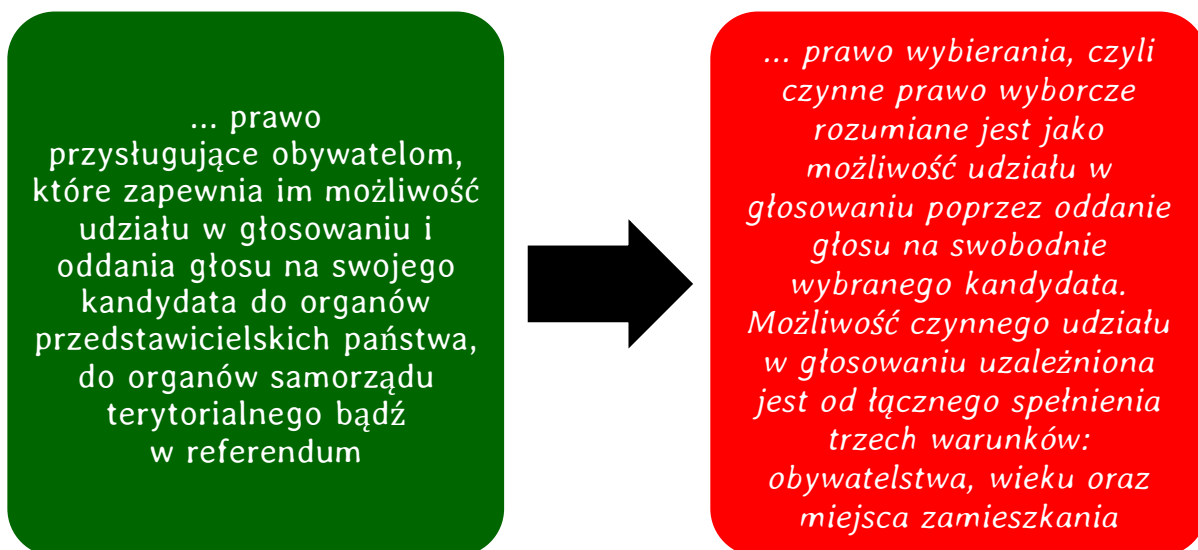 ... prawo
przysługujące obywatelom,
które zapewnia im możliwość
udziału w głosowaniu i
oddania głosu na swojego
kandydata do organów
przedstawicielskich państwa,
do organów samorządu
terytorialnego bądź
w referendum
... prawo wybierania, czyli
czynne prawo wyborcze
rozumiane jest jako
możliwość udziału w
głosowaniu poprzez oddanie
głosu na swobodnie
wybranego kandydata.
Możliwość czynnego udziału
w głosowaniu uzależniona
jest od łącznego spełnienia
trzech warunków:
obywatelstwa, wieku oraz
miejsca zamieszkania